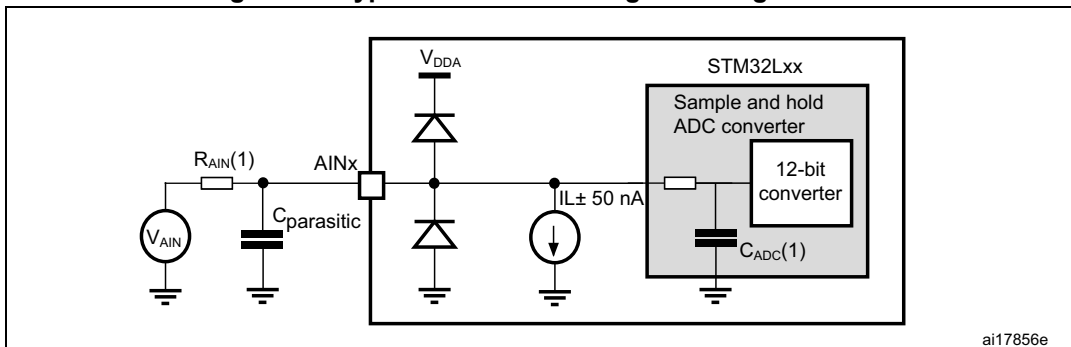 V_DDA
STM32Lxx
Sample and hold
ADC converter
R_AIN(1)
AINx
12-bit
converter
IL± 50 nA
C_parasitic
V_AIN
C_ADC(1)
ai17856e